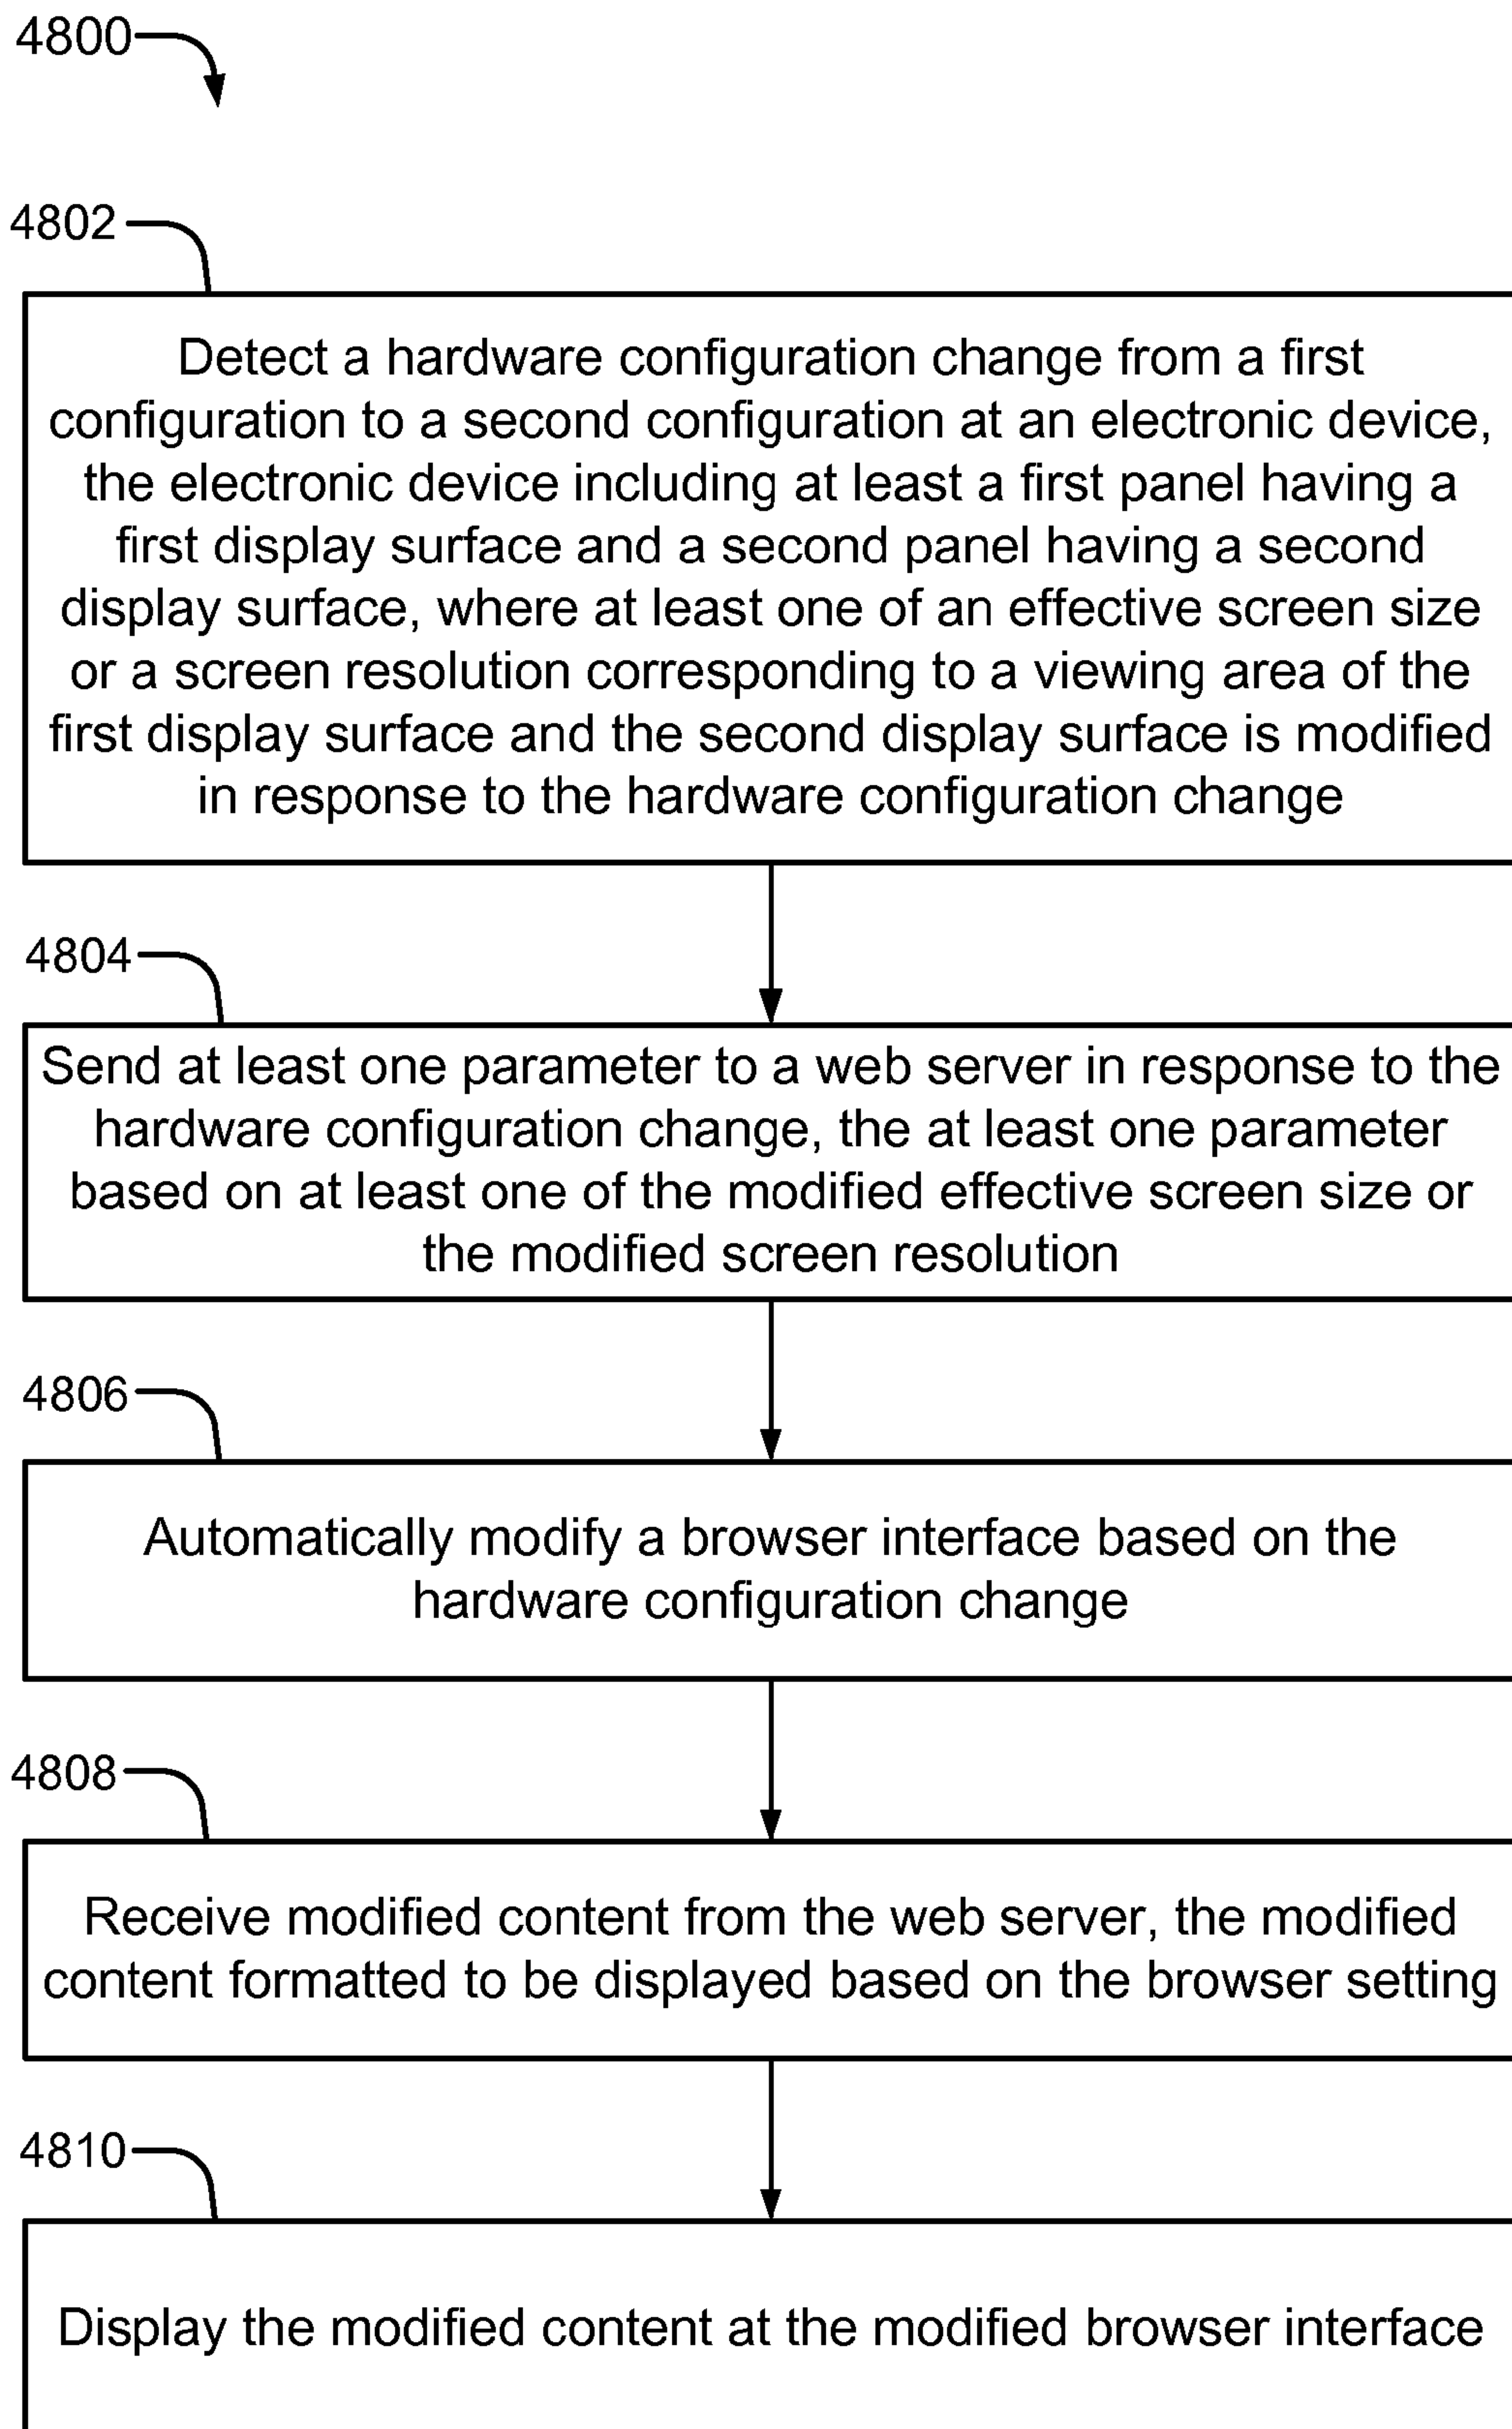 4800
4802
Detect a hardware configuration change from a first
configuration to a second configuration at an electronic device,
the electronic device including at least a first panel having a
first display surface and a second panel having a second
display surface, where at least one of an effective screen size
or a screen resolution corresponding to a viewing area of the
first display surface and the second display surface is modified
in response to the hardware configuration change
4804
Send at least one parameter to a web server in response to the
hardware configuration change, the at least one parameter
based on at least one of the modified effective screen size or
the modified screen resolution
4806
Automatically modify a browser interface based on the
hardware configuration change
4808
Receive modified content from the web server, the modified
content formatted to be displayed based on the browser setting
4810
Display the modified content at the modified browser interface